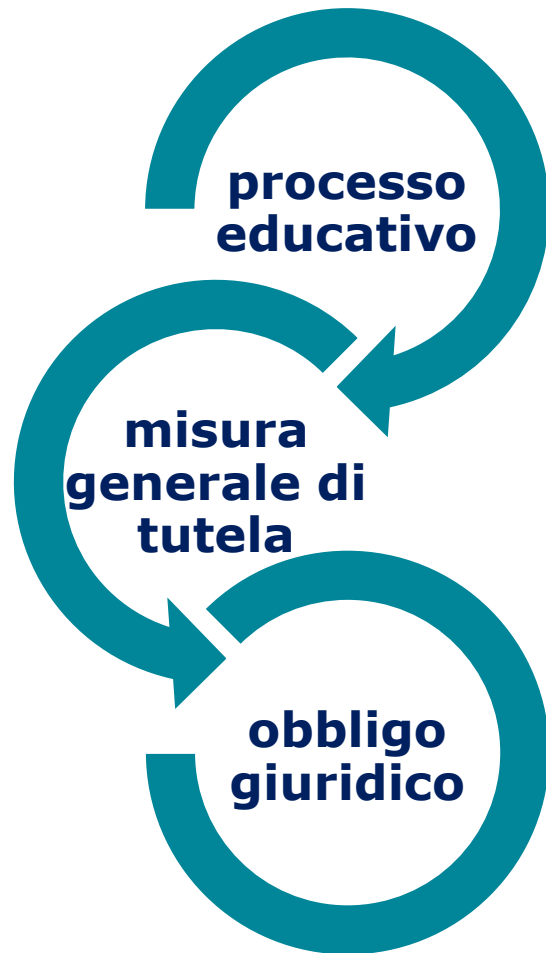 processo
educativo
misura
generale di
tutela
obbligo
giuridico